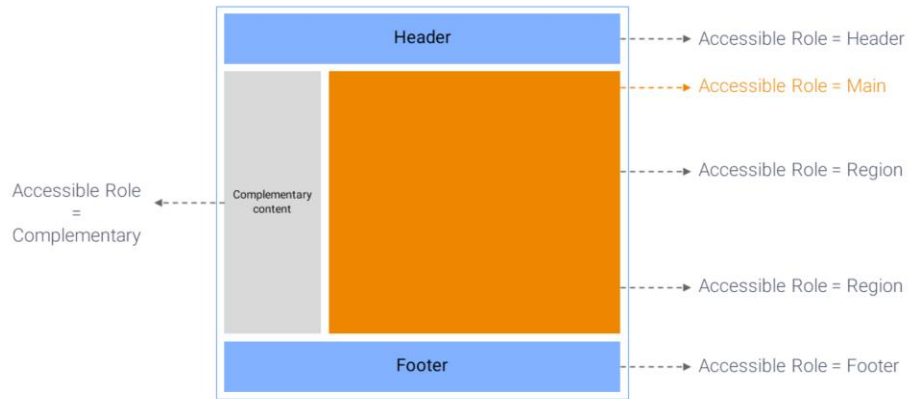 Header
Accessible Role = Header
Accessible Role = Main
Accessible Role = Region
Accessible Role
=
Complementary
Complementary
content
Accessible Role = Region
Footer
Accessible Role = Footer